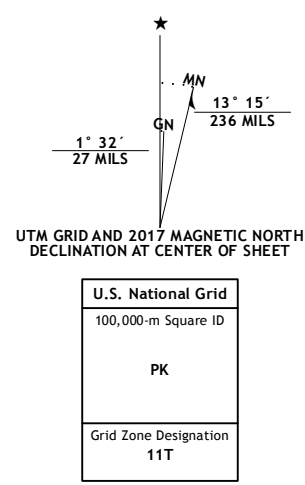 ★
MN
13° 15´
236 MILS
GN
1° 32´
27 MILS
UTM GRID AND 2017 MAGNETIC NORTH
DECLINATION AT CENTER OF SHEET
U.S. National Grid
100,000-m Square ID
PK
Grid Zone Designation
11T